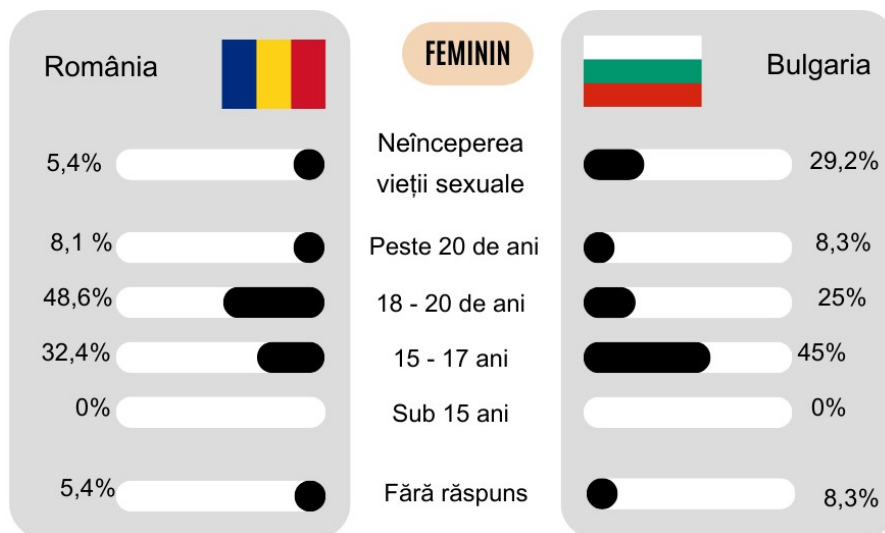 România
FEMININ
Bulgaria
5,4%
Neînceperea
vieții sexuale
29,2%
8,1 %
Peste 20 de ani
8,3%
48,6%
18 - 20 de ani
25%
32,4%
15 - 17 ani
45%
0%
Sub 15 ani
0%
5,4%
Fără răspuns
8,3%